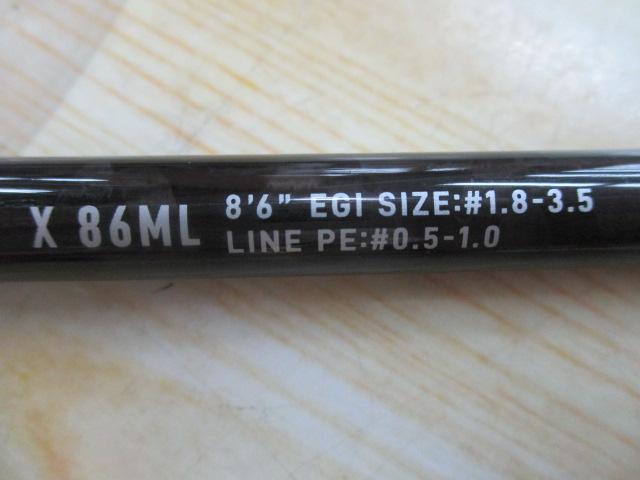 X 86ML
8'6" EGI SIZE:#1.8-3.5
LINE PE:#0.5-1.0